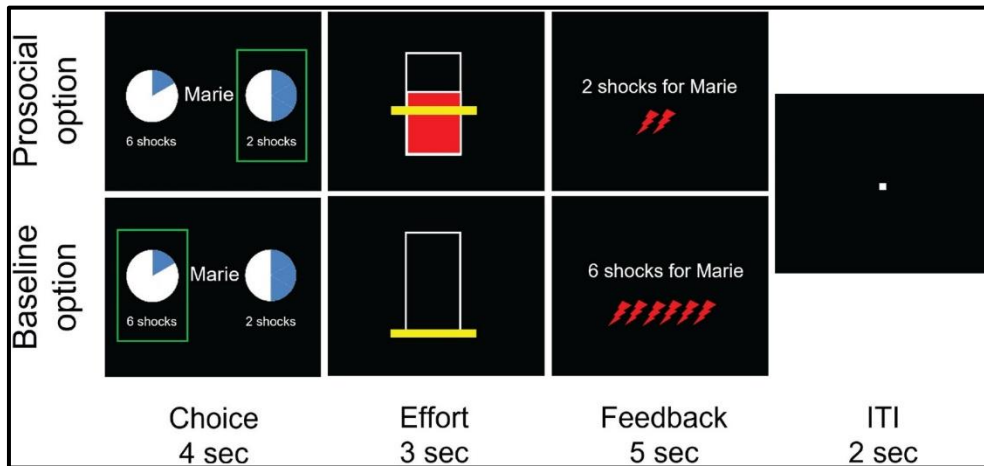 Prosocial option
Marie
6 shocks
2 shocks
2 shocks for Marie
Baseline option
Marie
6 shocks
2 shocks
6 shocks for Marie
Choice
4 sec
Effort
3 sec
Feedback
5 sec
ITI
2 sec